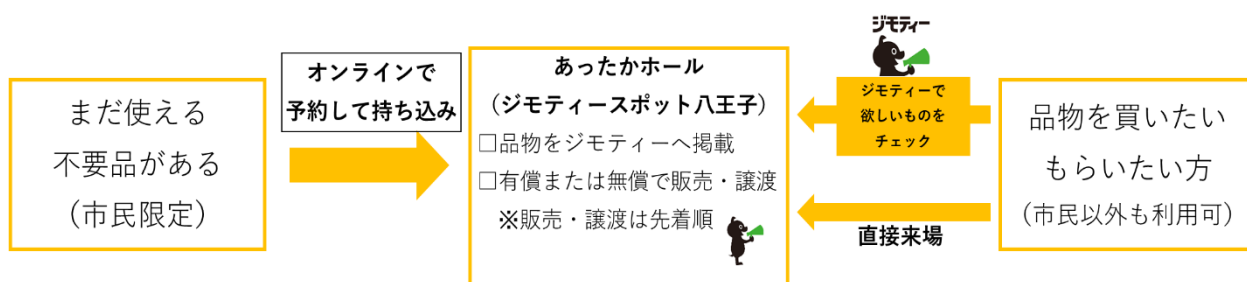 まだ使える
不要品がある
（市民限定）
オンラインで
予約して持ち込み
あったかホール
（ジモティースポット八王子）
□品物をジモティーへ掲載
□有償または無償で販売・譲渡
※販売・譲渡は先着順
ジモティー
ジモティーで
欲しいものを
チェック
直接来場
品物を買いたい
もらいたい方
（市民以外も利用可）